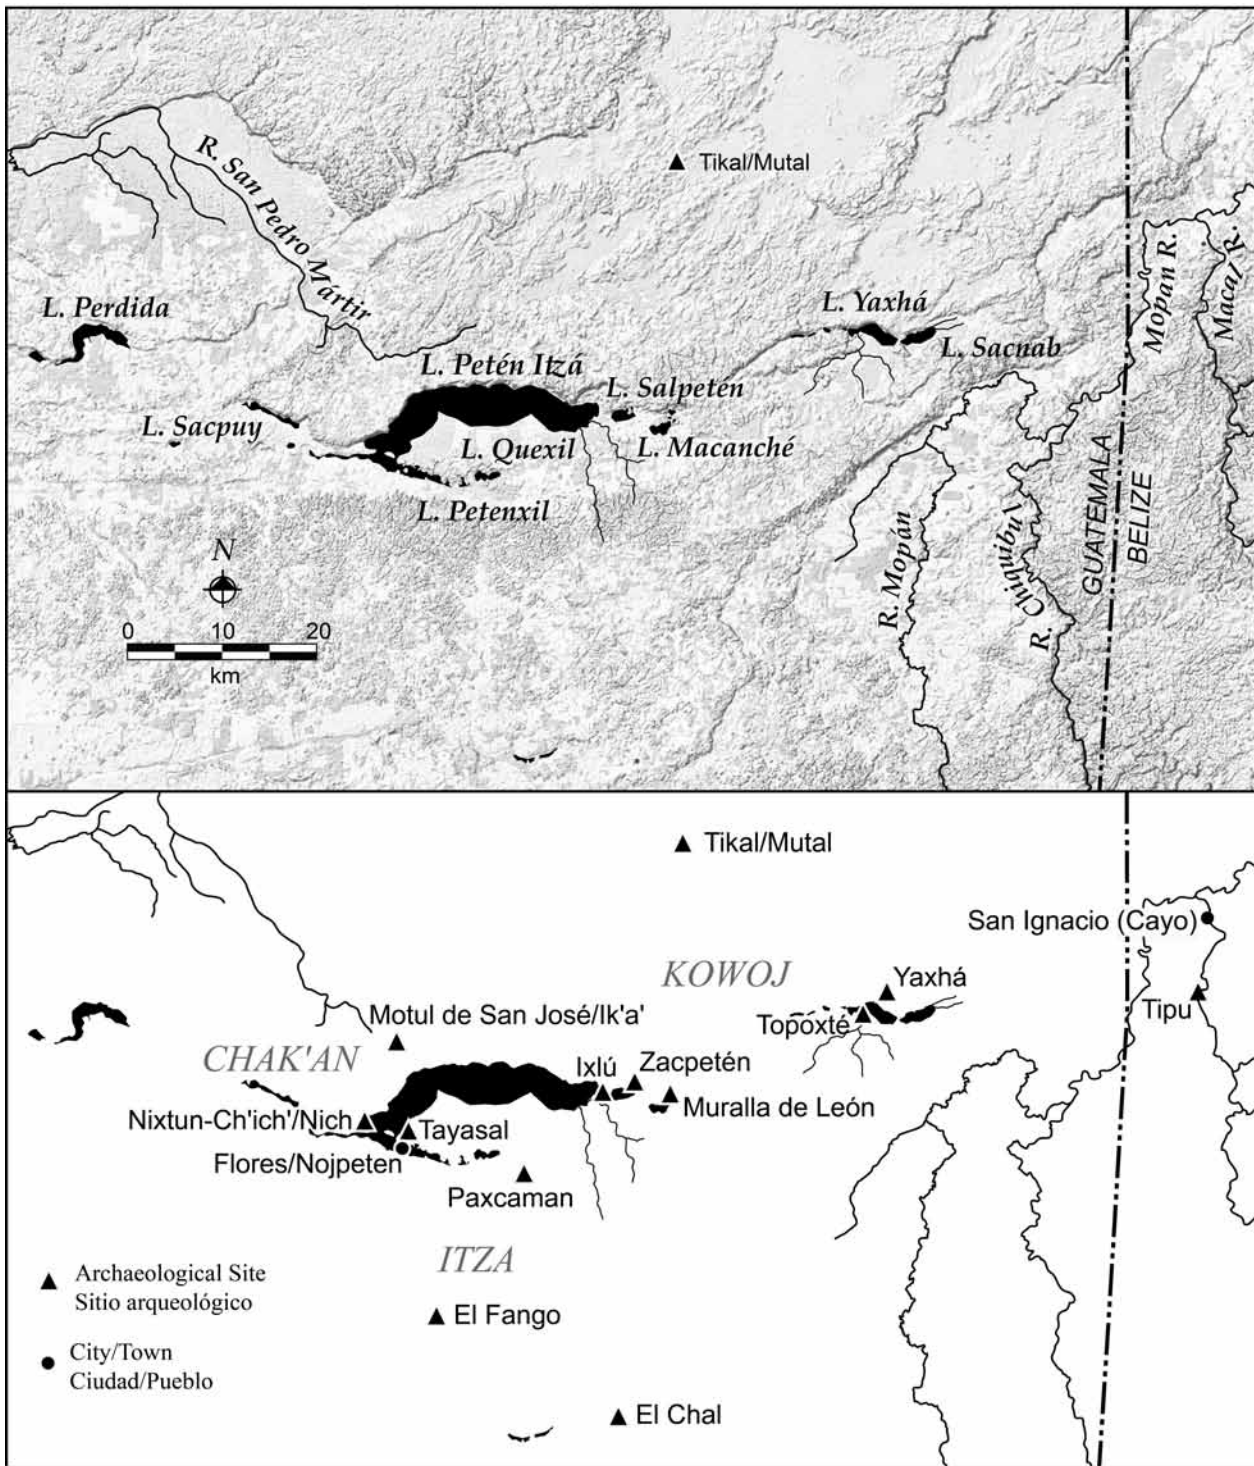 Tikal/Mutal
R. San Pedro Mártir
L. Perdida
L. Yaxhá
L. Sacnab
Mopan R.
Macal R.
L. Petén Itzá
L. Salpetén
L. Sacpuy
L. Quexil
L. Macanché
L. Petenxil
R. Mopán
R. Chiquibul
GUATEMALA
BELIZE
N
0 10 20
km
Tikal/Mutal
San Ignacio (Cayo)
KOWOJ
Yaxhá
Topoxté
Tipu
Motul de San José/Ik'a'
CHAK'AN
Ixlú
Zacpetén
Muralla de León
Nixtun-Ch'ich'/Nich
Tayasal
Flores/Nojpeten
Paxcaman
ITZA
Archaeological Site
Sitio arqueológico
El Fango
City/Town
Ciudad/Pueblo
El Chal